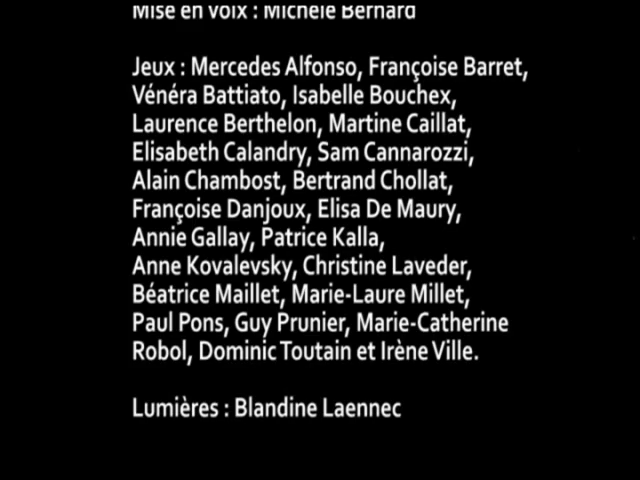 Mise en voix : Michèle Bernard
Jeux : Mercedes Alfonso, Françoise Barret,
Vénéra Battiato, Isabelle Bouchex,
Laurence Berthelon, Martine Caillat,
Elisabeth Calandry, Sam Cannarozzi,
Alain Chambost, Bertrand Chollat,
Françoise Danjoux, Elisa De Maury,
Annie Gallay, Patrice Kalla,
Anne Kovalevsky, Christine Laveder,
Béatrice Maillet, Marie-Laure Millet,
Paul Pons, Guy Prunier, Marie-Catherine
Robol, Dominic Toutain et Irène Ville.
Lumières : Blandine Laennec